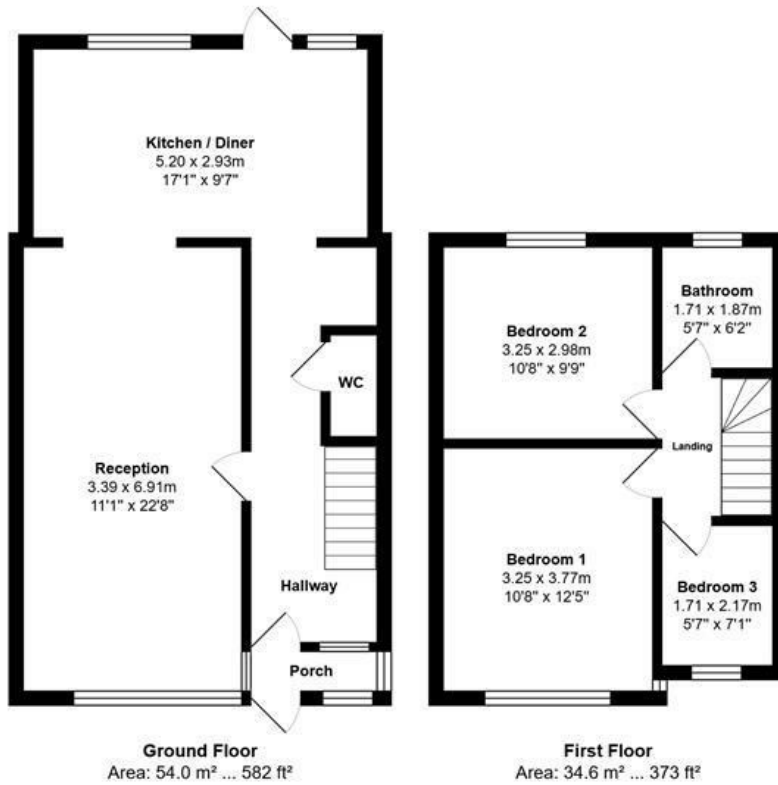 Kitchen / Diner
5.20 x 2.93m
17'1" x 9'7"
WC
Reception
3.39 x 6.91m
11'1" x 22'8"
Hallway
Porch
Ground Floor
Area: 54.0 m² ... 582 ft²
Bathroom
1.71 x 1.87m
5'7" x 6'2"
Bedroom 2
3.25 x 2.98m
10'8" x 9'9"
Landing
Bedroom 1
3.25 x 3.77m
10'8" x 12'5"
Bedroom 3
1.71 x 2.17m
5'7" x 7'1"
First Floor
Area: 34.6 m² ... 373 ft²